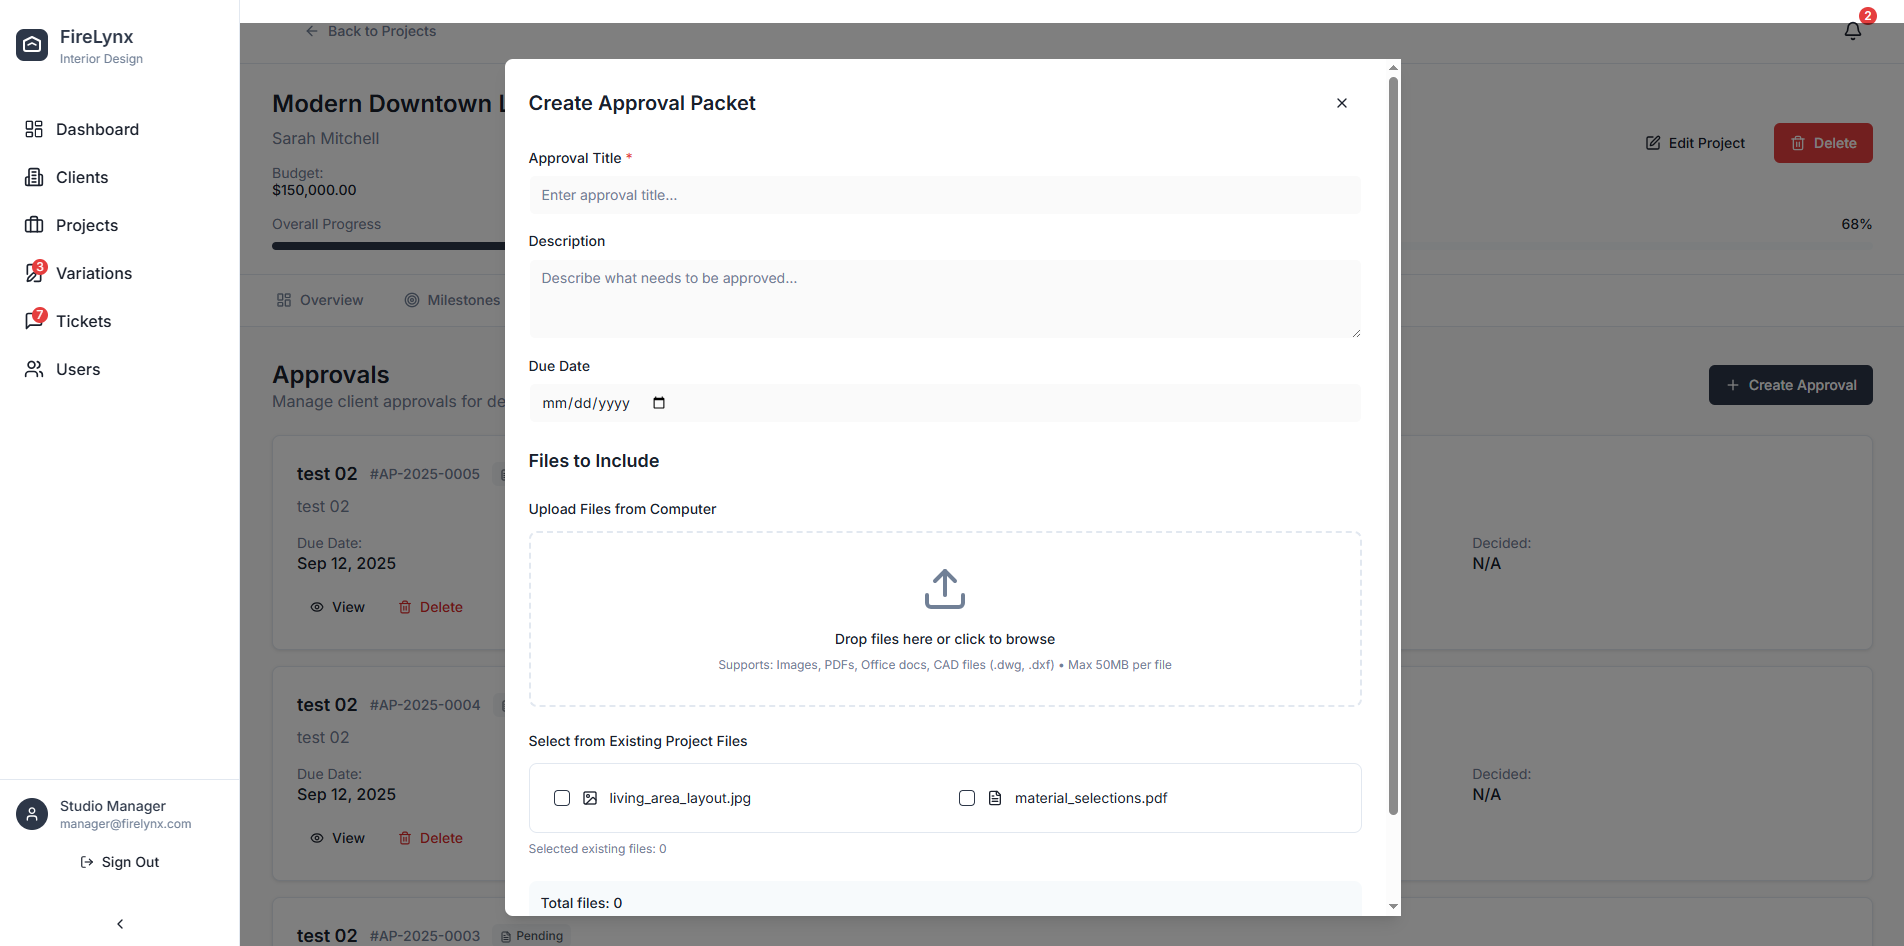 FireLynx
Interior Design
Dashboard
Clients
Projects
3
Variations
7
Tickets
Users
Studio Manager
manager@firelynx.com
Sign Out
Back to Projects
2
Modern Downtown L
Sarah Mitchell
Budget:
$150,000.00
Overall Progress
68%
Edit Project
Delete
Overview
Milestones
Approvals
Manage client approvals for de
Create Approval
test 02 #AP-2025-0005
test 02
Due Date:
Sep 12, 2025
Decided:
N/A
View
Delete
test 02 #AP-2025-0004
test 02
Due Date:
Sep 12, 2025
Decided:
N/A
View
Delete
test 02 #AP-2025-0003 Pending
Create Approval Packet
Approval Title *
Enter approval title...
Description
Describe what needs to be approved...
Due Date
mm/dd/yyyy
Files to Include
Upload Files from Computer
Drop files here or click to browse
Supports: Images, PDFs, Office docs, CAD files (.dwg, .dxf) • Max 50MB per file
Select from Existing Project Files
living_area_layout.jpg
material_selections.pdf
Selected existing files: 0
Total files: 0